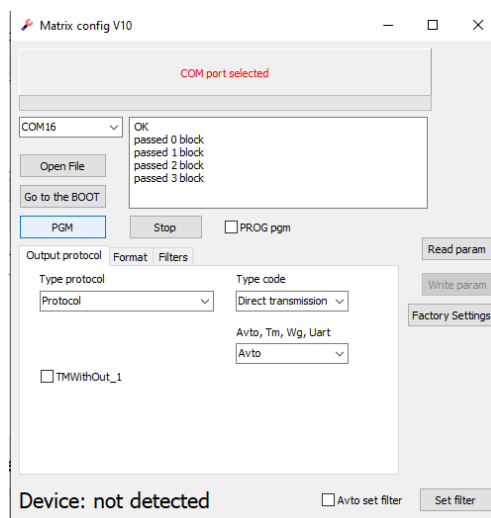 Matrix config V10
COM port selected
COM16
OK
passed 0 block
passed 1 block
passed 2 block
passed 3 block
Open File
Go to the BOOT
PGM
Stop
PROG pgm
Output protocol
Format
Filters
Read param
Write param
Factory Settings
Type protocol
Type code
Protocol
Direct transmission
Avto, Tm, Wg, Uart
Avto
TMWithOut_1
Device: not detected
Avto set filter
Set filter